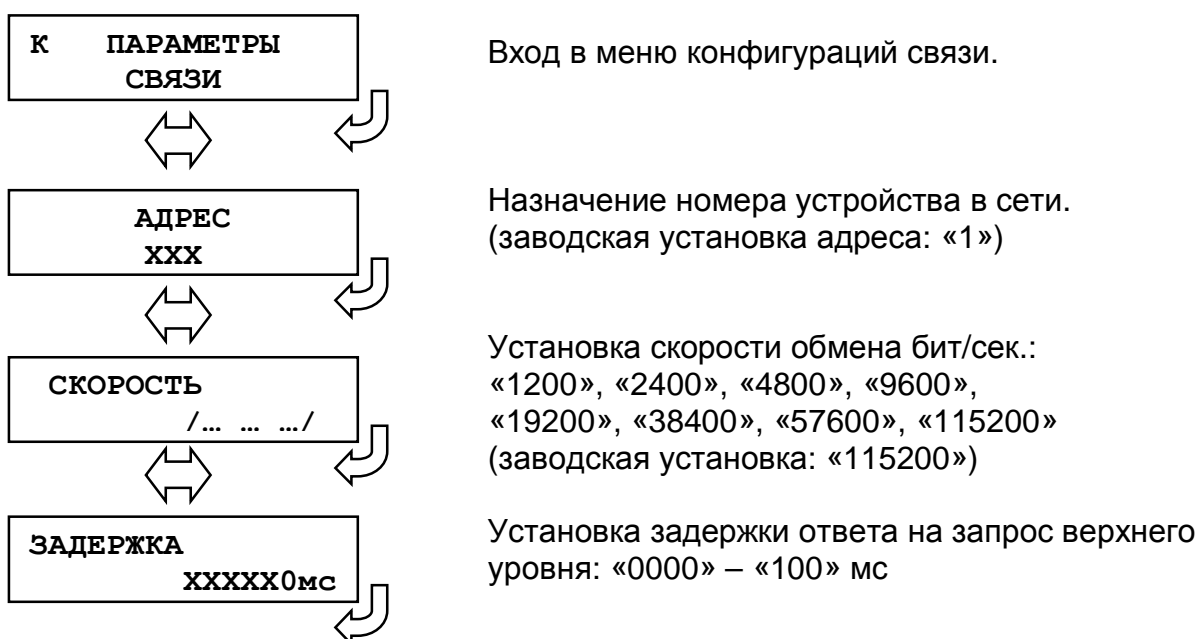 К ПАРАМЕТРЫ
СВЯЗИ
Вход в меню конфигураций связи.
АДРЕС
XXX
Назначение номера устройства в сети.
(заводская установка адреса: «1»)
СКОРОСТЬ
/… … …/
Установка скорости обмена бит/сек.:
«1200», «2400», «4800», «9600»,
«19200», «38400», «57600», «115200»
(заводская установка: «115200»)
ЗАДЕРЖКА
XXXXX0мс
Установка задержки ответа на запрос верхнего
уровня: «0000» – «100» мс